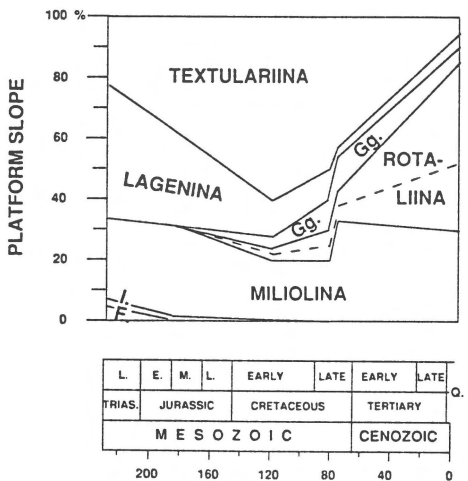 100 %
80
60
40
20
0
PLATFORM SLOPE
TEXTULARIINA
LAGENINA
Gg.
Gg.
ROTA-
LIINA
MILIOLINA
L. E. M. L. EARLY LATE EARLY LATE Q.
TRIAS. JURASSIC CRETACEOUS TERTIARY
MESOZOIC CENOZOIC
200 160 120 80 40 0